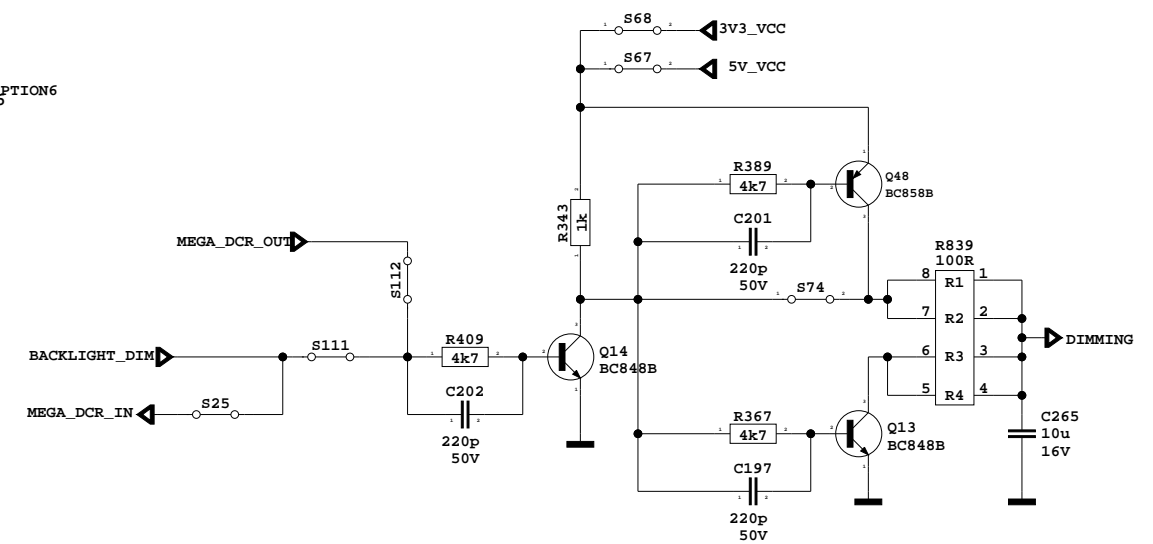 S68
3V3_VCC
S67
5V_VCC
PTION6
R389
4k7
Q48
BC858B
R343
1k
C201
220p
50V
MEGA_DCR_OUT
S112
R839
100R
8 R1 1
7 R2 2
6 R3 3
5 R4 4
S74
DIMMING
BACKLIGHT_DIM
S111
R409
4k7
Q14
BC848B
MEGA_DCR_IN
S25
C202
220p
50V
R367
4k7
Q13
BC848B
C265
10u
16V
C197
220p
50V